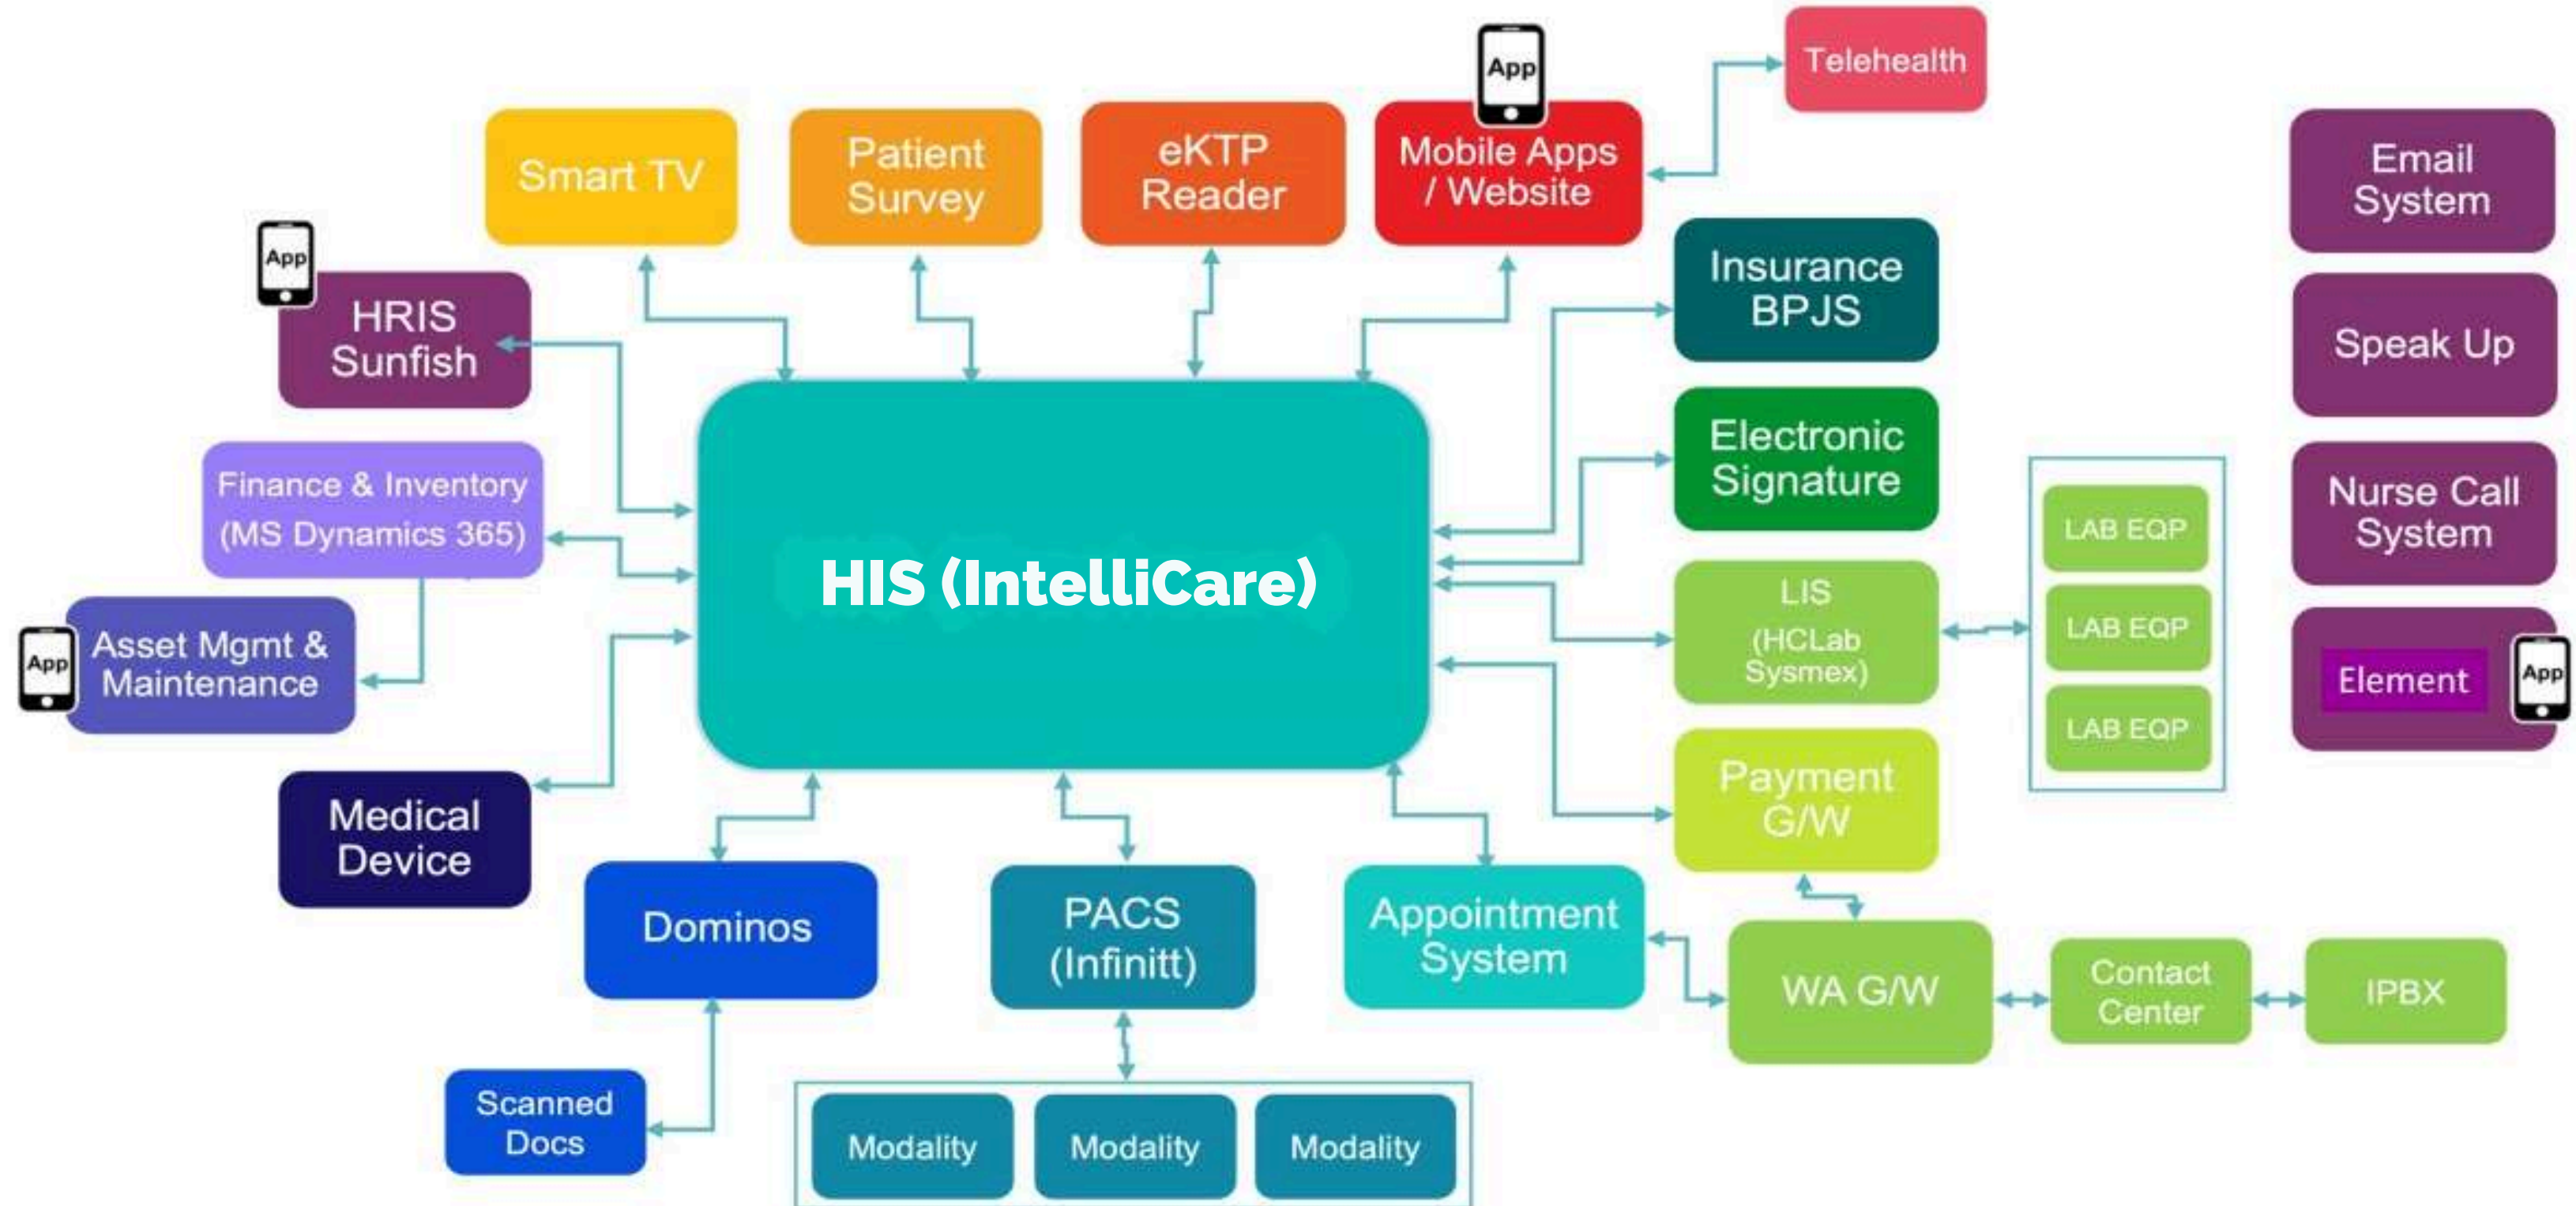 App
Telehealth
Smart TV
Patient
Survey
eKTP
Reader
Mobile Apps
/ Website
Email
System
App
HRIS
Sunfish
Insurance
BPJS
Speak Up
Finance & Inventory
(MS Dynamics 365)
Electronic
Signature
Nurse Call
System
HIS (IntelliCare)
LIS
(HCLab
Sysmex)
LAB EQP
LAB EQP
LAB EQP
App
Asset Mgmt &
Maintenance
Element
App
Medical
Device
Payment
G/W
Dominos
PACS
(Infinitt)
Appointment
System
WA G/W
Contact
Center
IPBX
Scanned
Docs
Modality
Modality
Modality